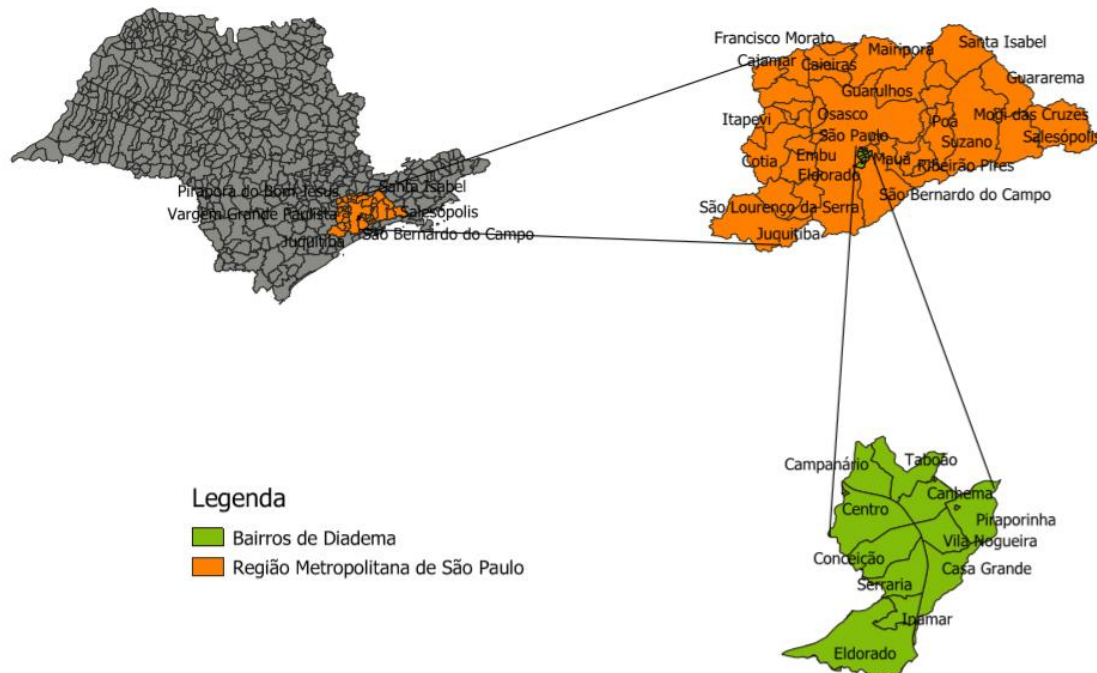 Pirapora do Bom Jesus
Santa Isabel
Vargem Grande Paulista
Salesópolis
Juquitiba
São Bernardo do Campo
Francisco Morato
Santa Isabel
Cajamar
Caieiras
Mairiporã
Guararema
Guarulhos
Itapevi
Osasco
Poá
Mogi das Cruzes
São Paulo
Suzano
Salesópolis
Cotia
Embu
Mauá
Ribeirão Pires
Eldorado
São Bernardo do Campo
São Lourenço da Serra
Juquitiba
Campanário
Taboão
Canhema
Centro
Piraporinha
Vila Nogueira
Conceição
Casa Grande
Serraria
Inamar
Eldorado
Legenda
Bairros de Diadema
Região Metropolitana de São Paulo